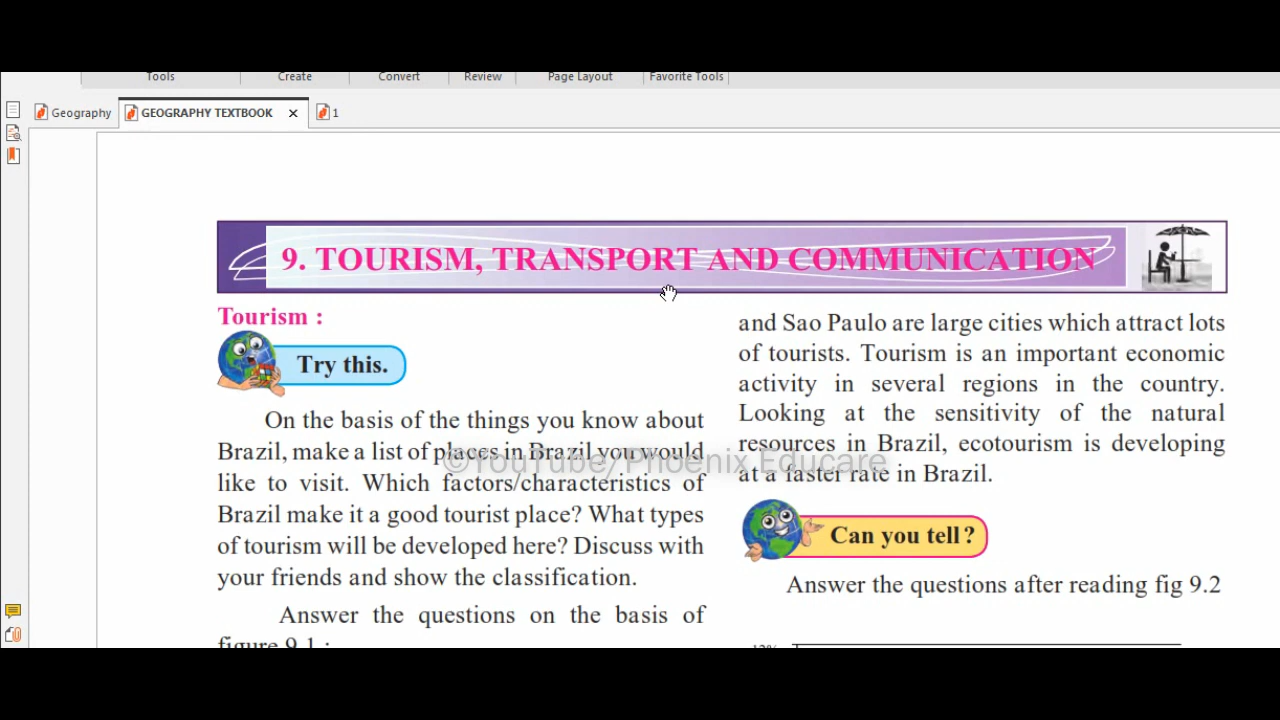 Tools Create Convert Review Page Layout Favorite Tools
Geography GEOGRAPHY TEXTBOOK × 1
9. TOURISM, TRANSPORT AND COMMUNICATION
Tourism :
Try this.
On the basis of the things you know about
Brazil, make a list of places in Brazil you would
like to visit. Which factors/characteristics of
Brazil make it a good tourist place? What types
of tourism will be developed here? Discuss with
your friends and show the classification.
Answer the questions on the basis of
figure 9.1 :
and Sao Paulo are large cities which attract lots
of tourists. Tourism is an important economic
activity in several regions in the country.
Looking at the sensitivity of the natural
resources in Brazil, ecotourism is developing
at a faster rate in Brazil.
Can you tell?
Answer the questions after reading fig 9.2
12%
©YouTube/Phoenix Educare